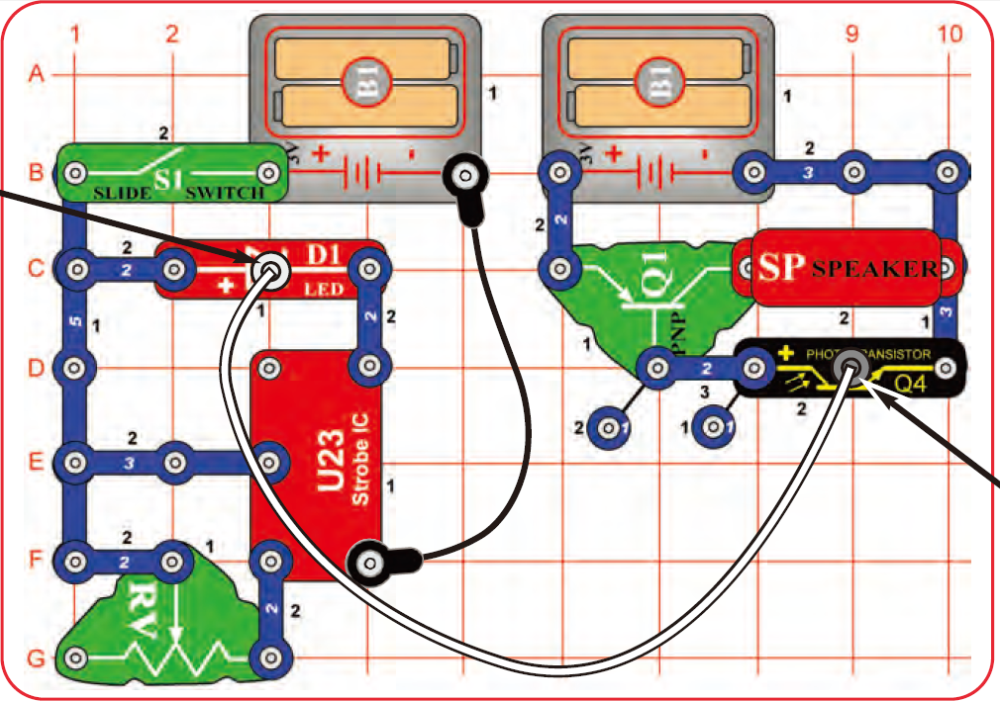 1 2 9 10
A
B1 B1
1 1
2
3V + - 3V + -
2
B S1 3
SLIDE SWITCH
2 2
2 D1 Q1 SP SPEAKER
C 2 + LED
1 2
5 1 2 2 1 PNP 1 3
D 2 + PHOTOTRANSISTOR
Q4
3 2
2 1 1 1
U23
Strobe IC
2
E 3
1
2 1
F 2
RV
2 2
G